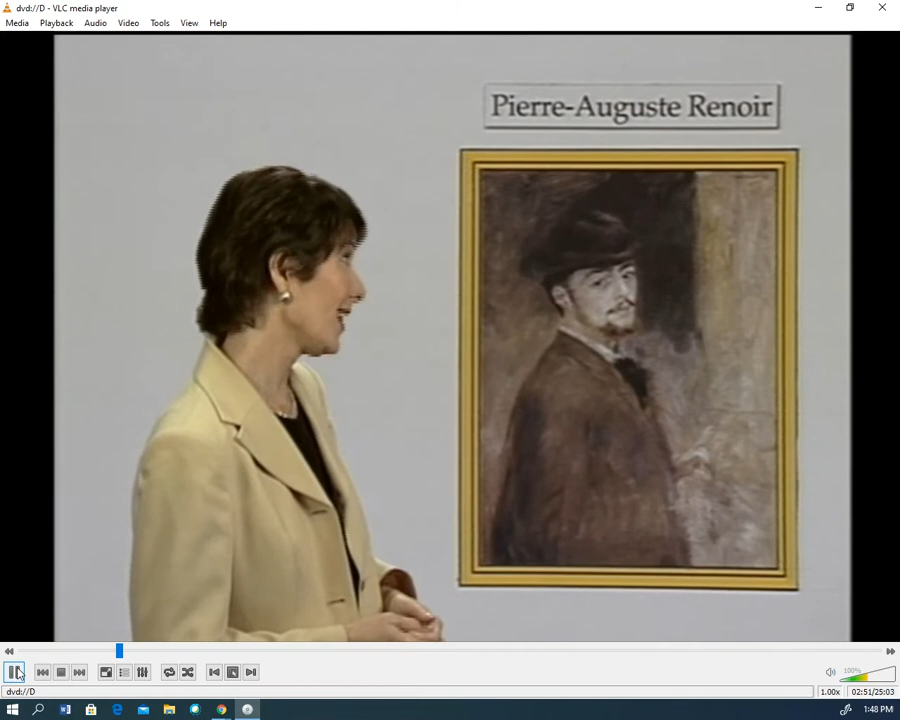 dvd://D - VLC media player
Media Playback Audio Video Tools View Help
Pierre-Auguste Renoir
100%
dvd://D
1.00x
02:51/25:03
1:48 PM